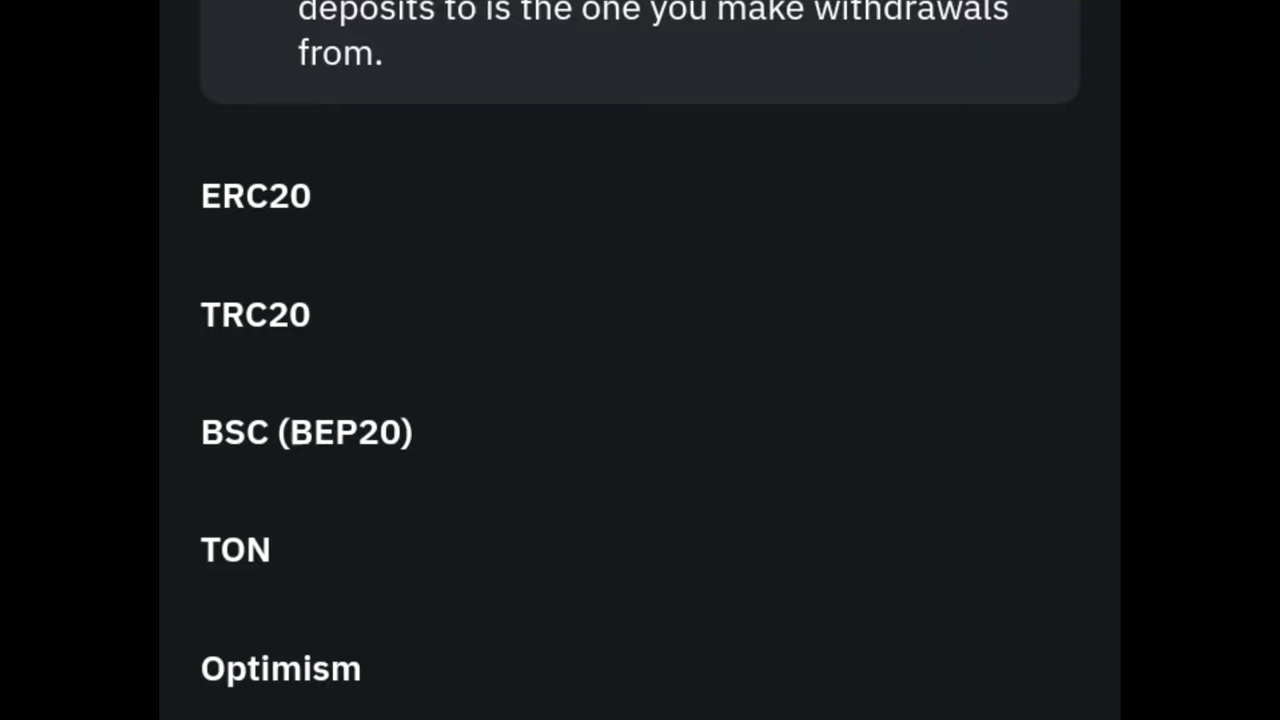 deposits to is the one you make withdrawals
from.
ERC20
TRC20
BSC (BEP20)
TON
Optimism